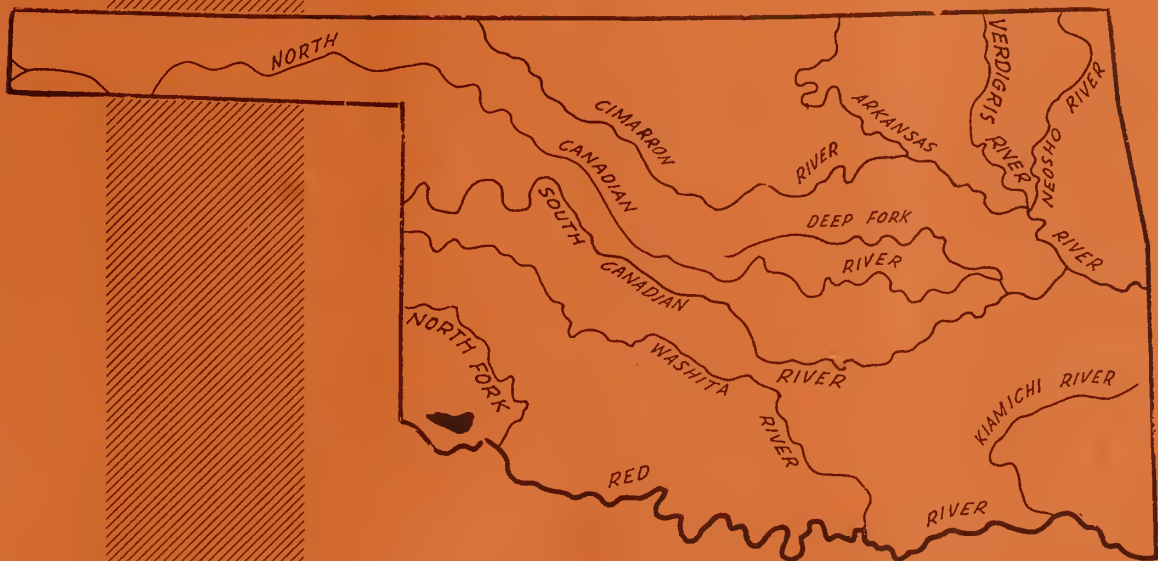 NORTH
CANADIAN
CIMARRON
RIVER
ARKANSAS
RIVER
VERDIGRIS
RIVER
NEOSHO
RIVER
DEEP FORK
RIVER
SOUTH
CANADIAN
RIVER
NORTH FORK
WASHITA
RIVER
KIAMICHI RIVER
RED
RIVER